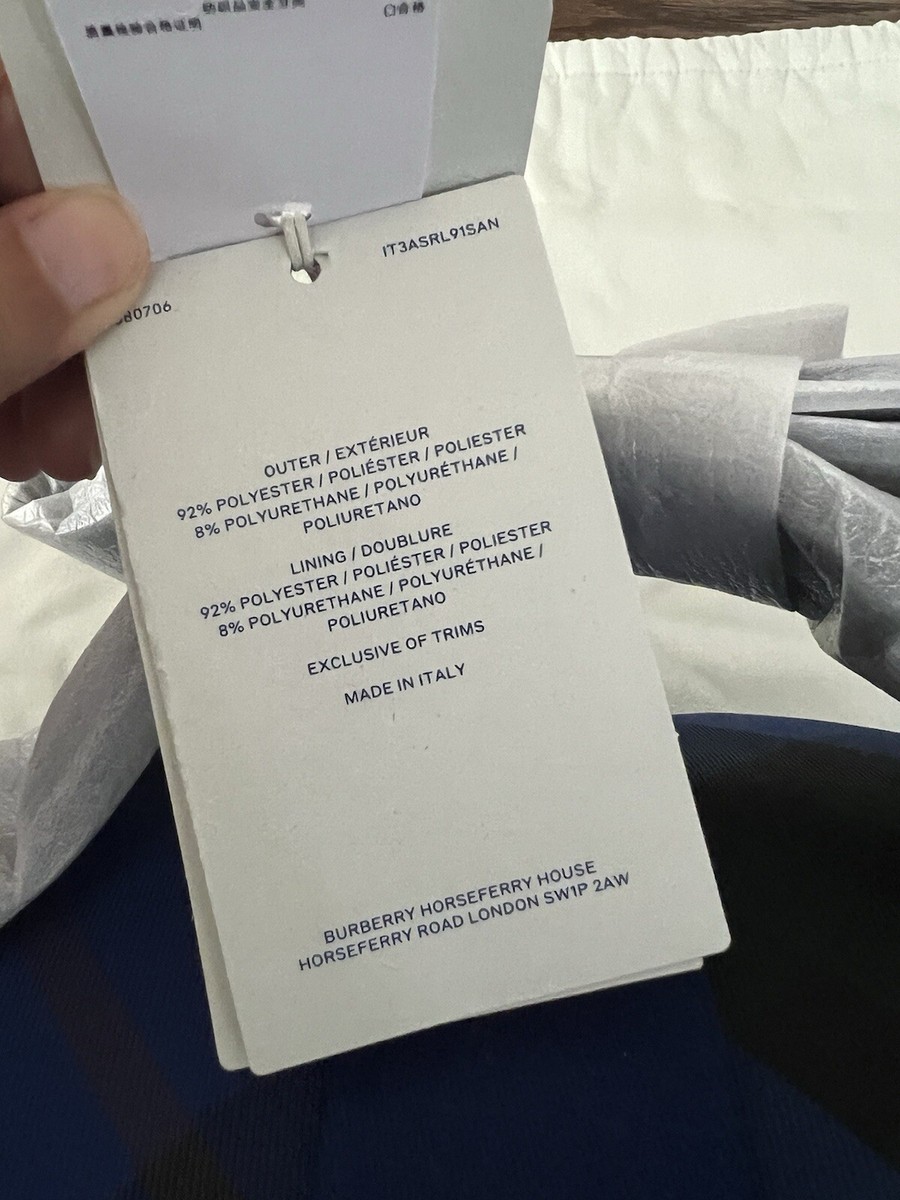 IT3ASRL91SAN
80706
OUTER / EXTÉRIEUR
92% POLYESTER / POLIÉSTER / POLIESTER
8% POLYURETHANE / POLYURÉTHANE /
POLIURETANO
LINING / DOUBLURE
92% POLYESTER / POLIÉSTER / POLIESTER
8% POLYURETHANE / POLYURÉTHANE /
POLIURETANO
EXCLUSIVE OF TRIMS
MADE IN ITALY
BURBERRY HORSEFERRY HOUSE
HORSEFERRY ROAD LONDON SW1P 2AW